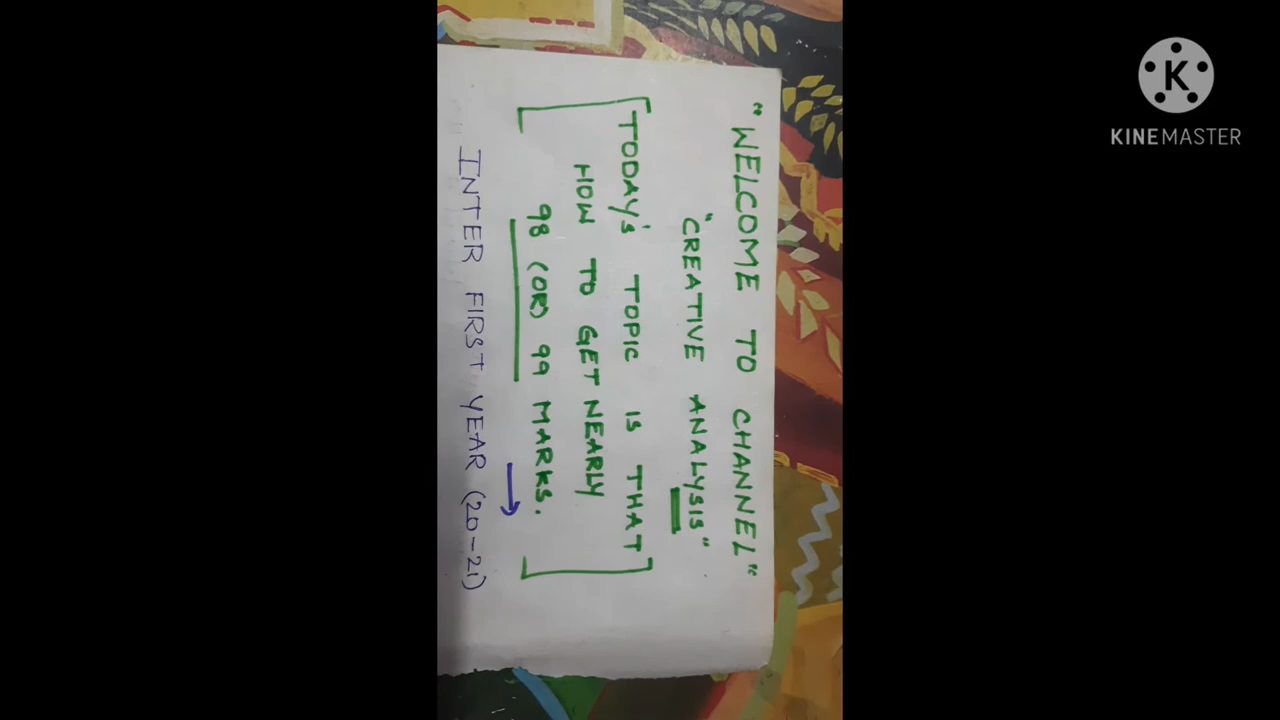 "WELCOME TO CHANNEL"
"CREATIVE ANALYSIS"
[TODAY'S TOPIC IS THAT
HOW TO GET NEARLY
98 (OR) 99 MARKS.]
INTER FIRST YEAR (20-21)
K
KINEMASTER